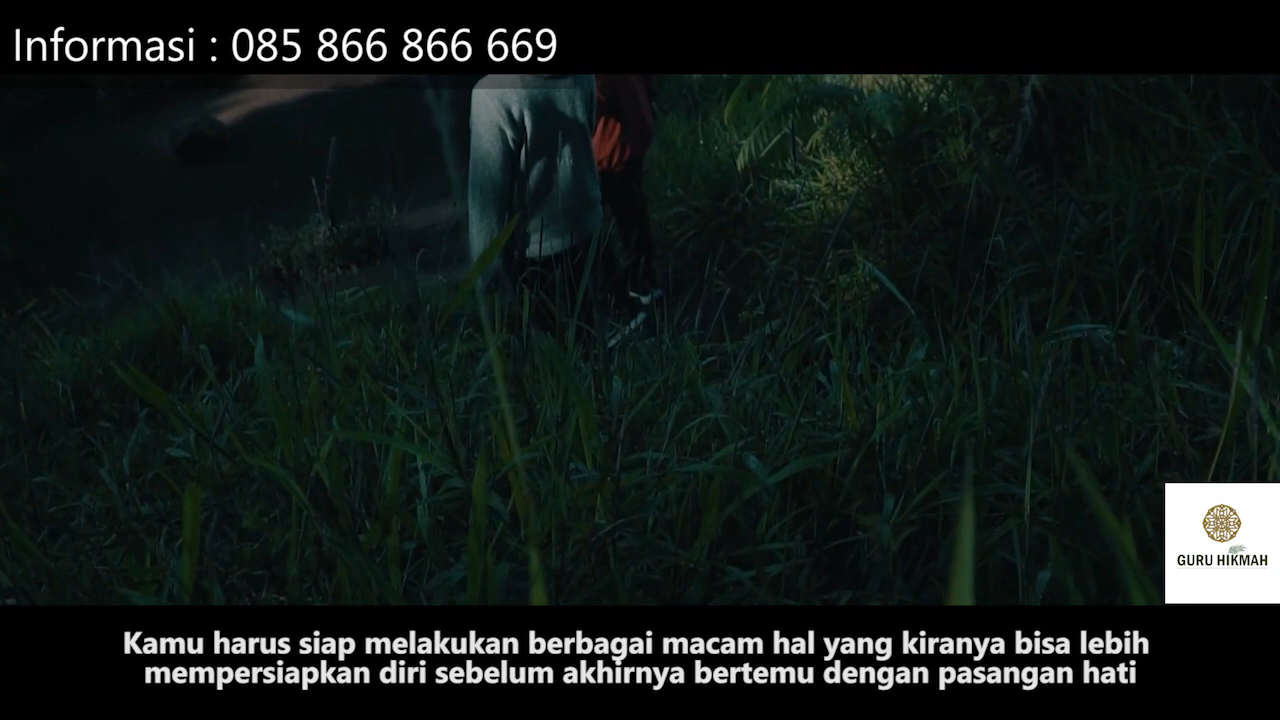 Informasi : 085 866 866 669
GURU HIKMAH
Kamu harus siap melakukan berbagai macam hal yang kiranya bisa lebih
mempersiapkan diri sebelum akhirnya bertemu dengan pasangan hati